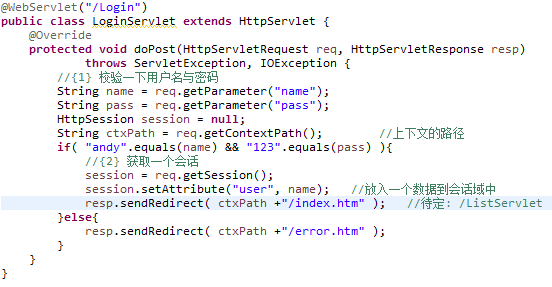 @WebServlet("/Login")
public class LoginServlet extends HttpServlet {
    @Override
    protected void doPost(HttpServletRequest req, HttpServletResponse resp)
            throws ServletException, IOException {
        //{1} 校验一下用户名与密码
        String name = req.getParameter("name");
        String pass = req.getParameter("pass");
        HttpSession session = null;
        String ctxPath = req.getContextPath();        //上下文的路径
        if( "andy".equals(name) && "123".equals(pass) ){
            //{2} 获取一个会话
            session = req.getSession();
            session.setAttribute("user", name);   //放入一个数据到会话域中
            resp.sendRedirect( ctxPath +"/index.htm" );   //待定: /ListServlet
        }else{
            resp.sendRedirect( ctxPath +"/error.htm" );
        }
    }
}